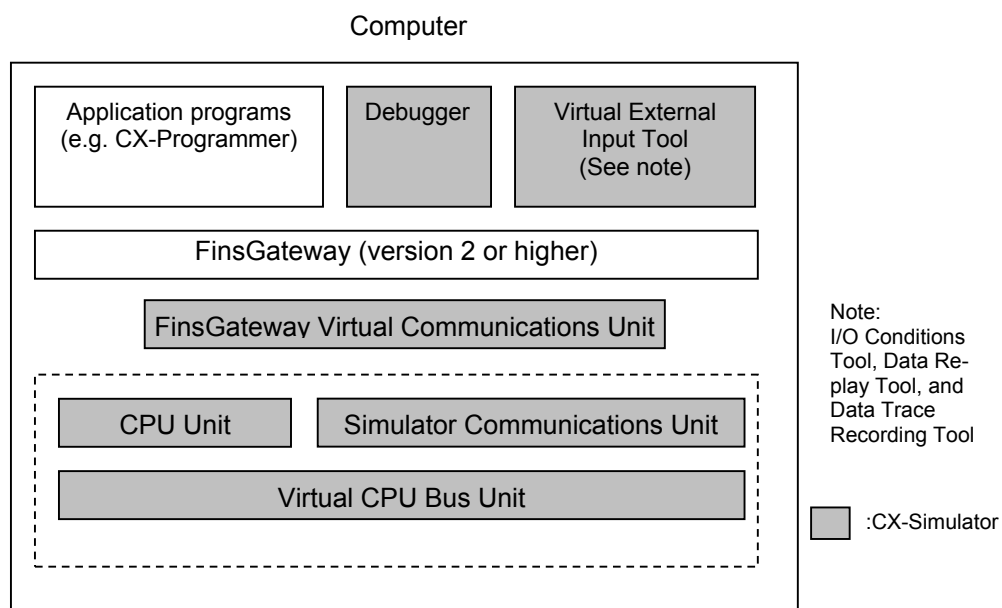 Computer
Application programs
(e.g. CX-Programmer)
Debugger
Virtual External
Input Tool
(See note)
FinsGateway (version 2 or higher)
FinsGateway Virtual Communications Unit
CPU Unit
Simulator Communications Unit
Virtual CPU Bus Unit
Note:
I/O Conditions
Tool, Data Re-
play Tool, and
Data Trace
Recording Tool
:CX-Simulator